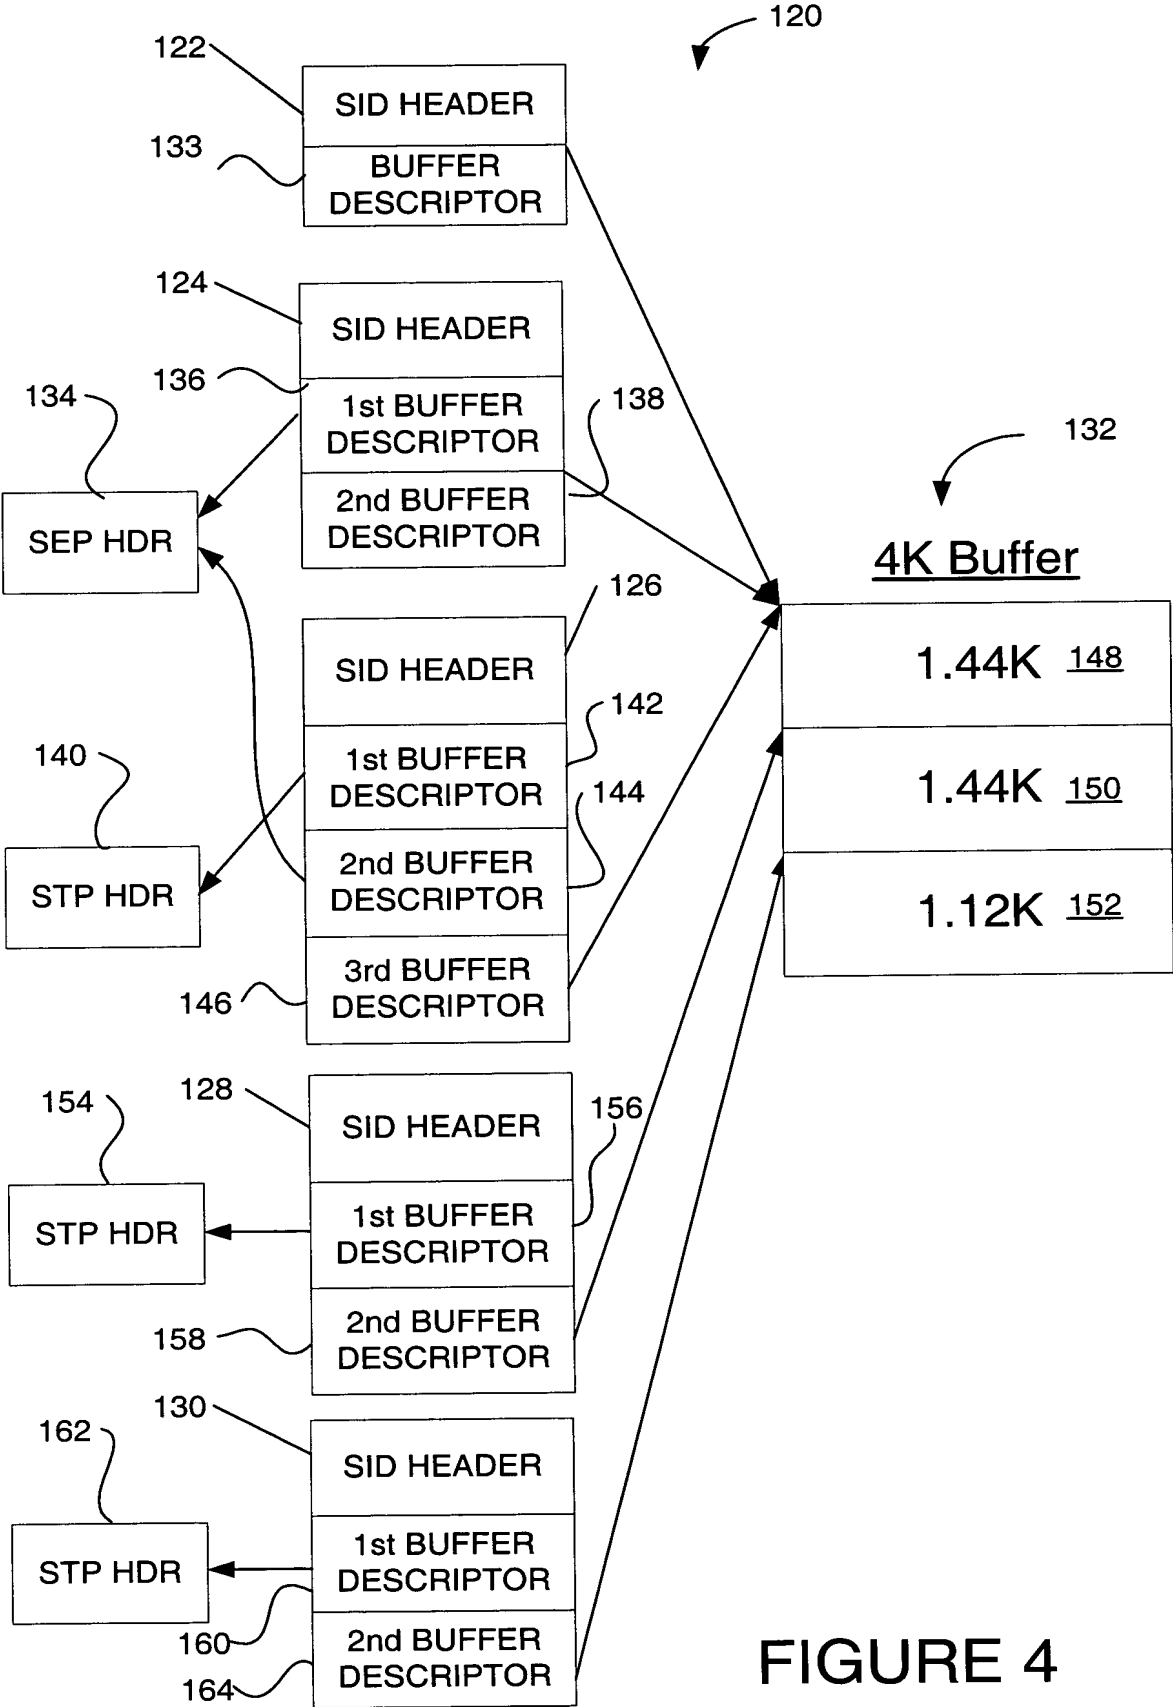 120
122
SID HEADER
133
BUFFER
DESCRIPTOR
124
SID HEADER
136
134
1st BUFFER
DESCRIPTOR
138
2nd BUFFER
DESCRIPTOR
SEP HDR
132
4K Buffer
126
SID HEADER
1.44K 148
142
140
1st BUFFER
DESCRIPTOR
144
1.44K 150
2nd BUFFER
DESCRIPTOR
STP HDR
1.12K 152
3rd BUFFER
DESCRIPTOR
146
128
154
SID HEADER
156
1st BUFFER
DESCRIPTOR
STP HDR
2nd BUFFER
DESCRIPTOR
158
130
162
SID HEADER
1st BUFFER
DESCRIPTOR
STP HDR
160
2nd BUFFER
DESCRIPTOR
164
FIGURE 4